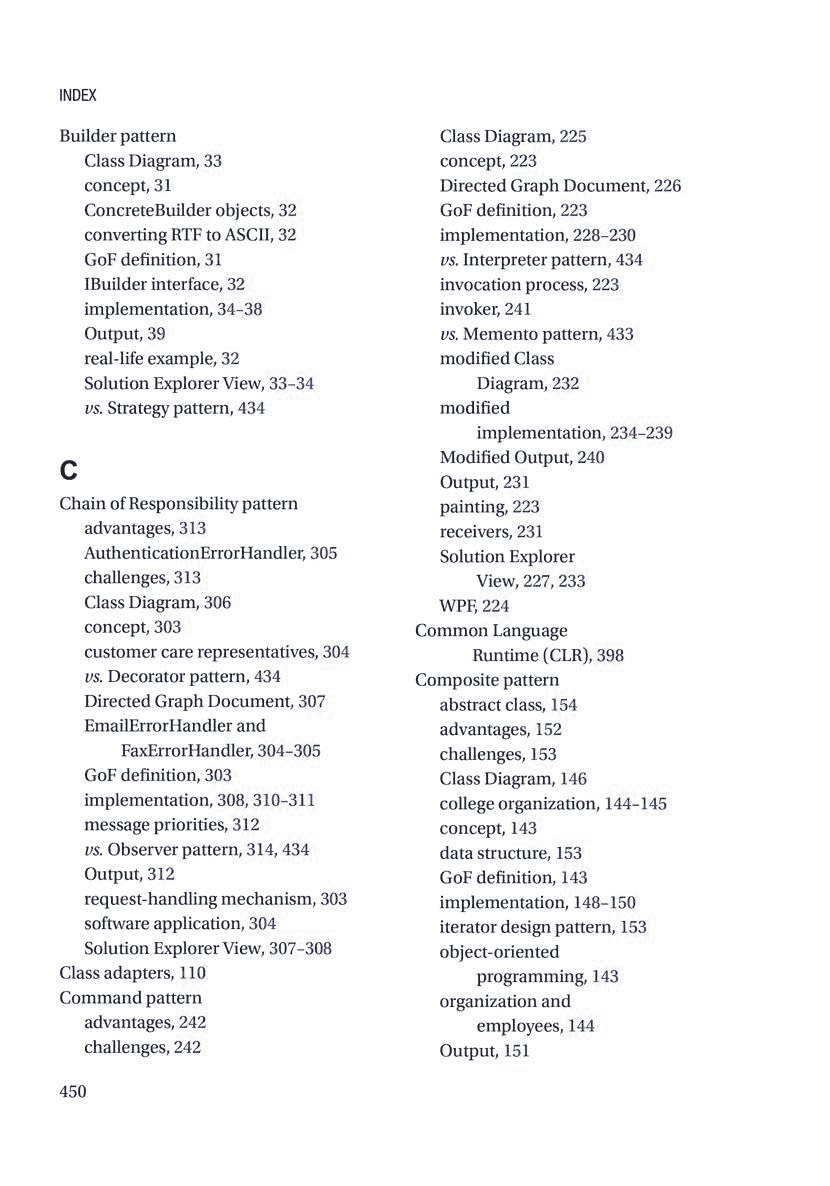 INDEX
Builder pattern
Class Diagram, 33
concept, 31
ConcreteBuilder objects, 32
converting RTF to ASCII, 32
GoF definition, 31
IBuilder interface, 32
implementation, 34–38
Output, 39
real-life example, 32
Solution Explorer View, 33–34
vs. Strategy pattern, 434
C
Chain of Responsibility pattern
advantages, 313
AuthenticationErrorHandler, 305
challenges, 313
Class Diagram, 306
concept, 303
customer care representatives, 304
vs. Decorator pattern, 434
Directed Graph Document, 307
EmailErrorHandler and
FaxErrorHandler, 304–305
GoF definition, 303
implementation, 308, 310–311
message priorities, 312
vs. Observer pattern, 314, 434
Output, 312
request-handling mechanism, 303
software application, 304
Solution Explorer View, 307–308
Class adapters, 110
Command pattern
advantages, 242
challenges, 242
Class Diagram, 225
concept, 223
Directed Graph Document, 226
GoF definition, 223
implementation, 228–230
vs. Interpreter pattern, 434
invocation process, 223
invoker, 241
vs. Memento pattern, 433
modified Class
Diagram, 232
modified
implementation, 234–239
Modified Output, 240
Output, 231
painting, 223
receivers, 231
Solution Explorer
View, 227, 233
WPF, 224
Common Language
Runtime (CLR), 398
Composite pattern
abstract class, 154
advantages, 152
challenges, 153
Class Diagram, 146
college organization, 144–145
concept, 143
data structure, 153
GoF definition, 143
implementation, 148–150
iterator design pattern, 153
object-oriented
programming, 143
organization and
employees, 144
Output, 151
450